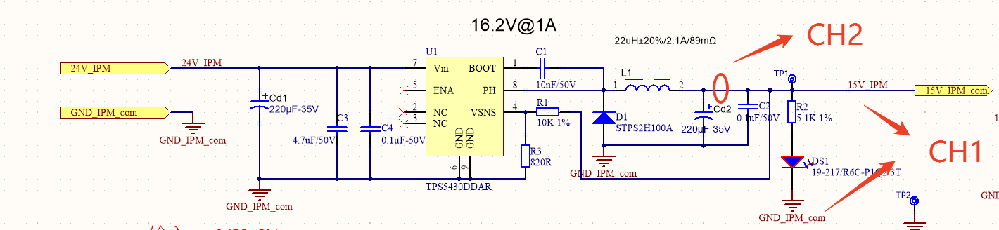 16.2V@1A
CH2
22uH±20%/2.1A/89mΩ
24V_IPM
24V_IPM
U1
7
Vin
BOOT
1
C1
10nF/50V
L1
1
2
TP1
15V_IPM
15V_IPM_com
5
ENA
PH
8
Cd1
220μF-35V
GND_IPM_com
2
NC
VSNS
4
R1
10K 1%
3
NC
D1
STPS2H100A
Cd2
220μF-35V
C2
0.1uF/50V
R2
5.1K 1%
GND_IPM_com
C3
4.7uF/50V
C4
0.1μF-50V
GND
GND
R3
820R
CH1
GND_IPM_com
DS1
6
9
TPS5430DDAR
TP2
GND_IPM_com
GND_IPM_com